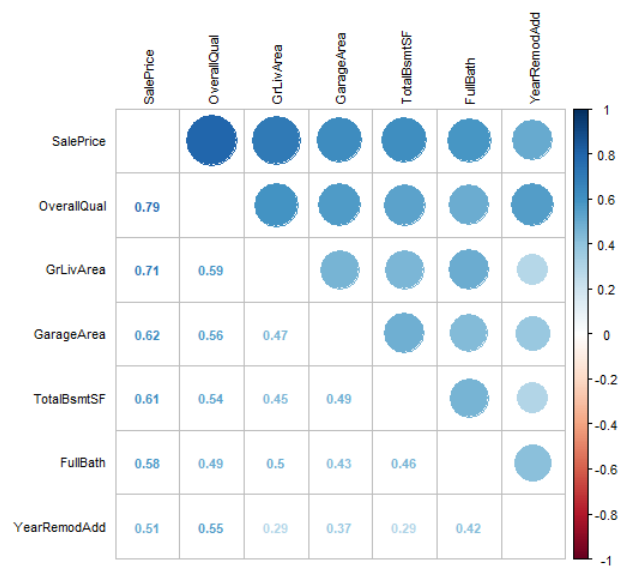 SalePrice OverallQual GrLivArea GarageArea TotalBsmtSF FullBath YearRemodAdd
SalePrice
OverallQual 0.79
GrLivArea 0.71 0.59
GarageArea 0.62 0.56 0.47
TotalBsmtSF 0.61 0.54 0.45 0.49
FullBath 0.58 0.49 0.5 0.43 0.46
YearRemodAdd 0.51 0.55 0.29 0.37 0.29 0.42
1
0.8
0.6
0.4
0.2
0
-0.2
-0.4
-0.6
-0.8
-1